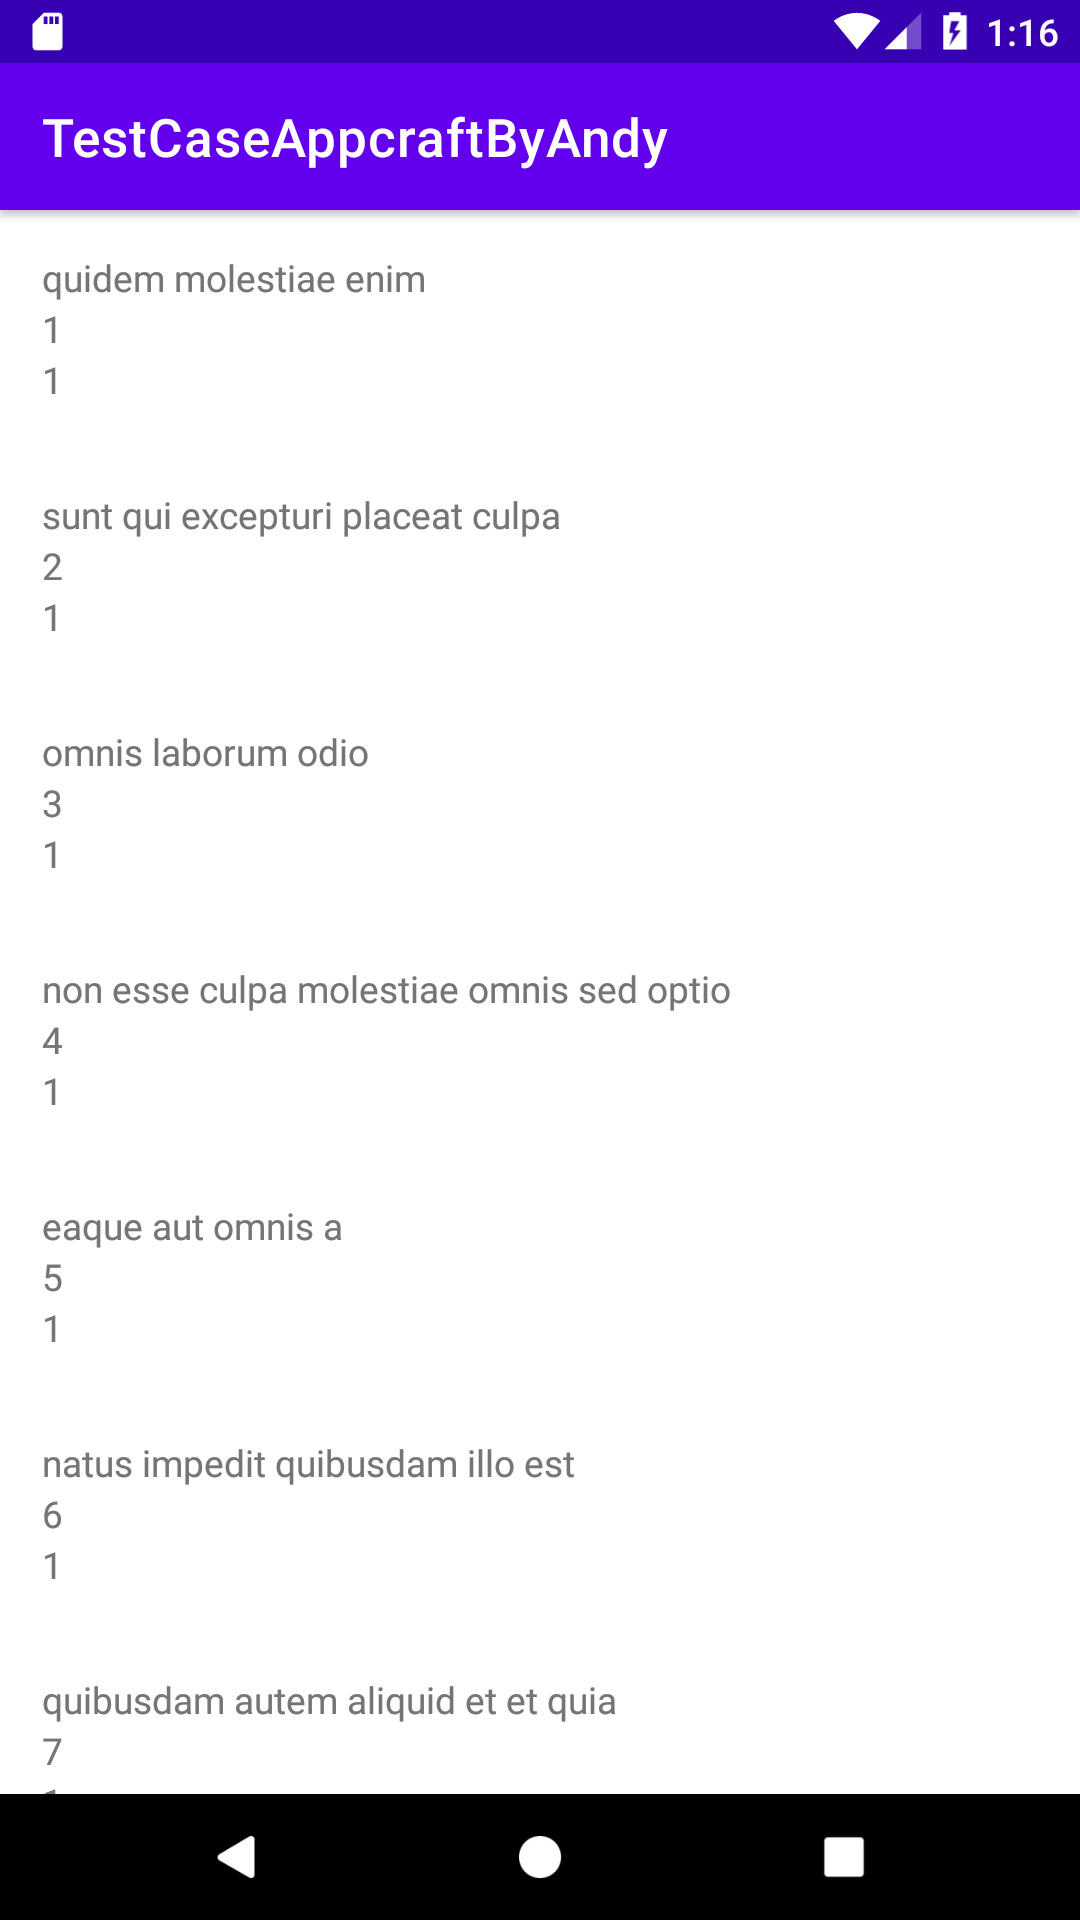 1:16
TestCaseAppcraftByAndy
quidem molestiae enim
1
1
sunt qui excepturi placeat culpa
2
1
omnis laborum odio
3
1
non esse culpa molestiae omnis sed optio
4
1
eaque aut omnis a
5
1
natus impedit quibusdam illo est
6
1
quibusdam autem aliquid et et quia
7